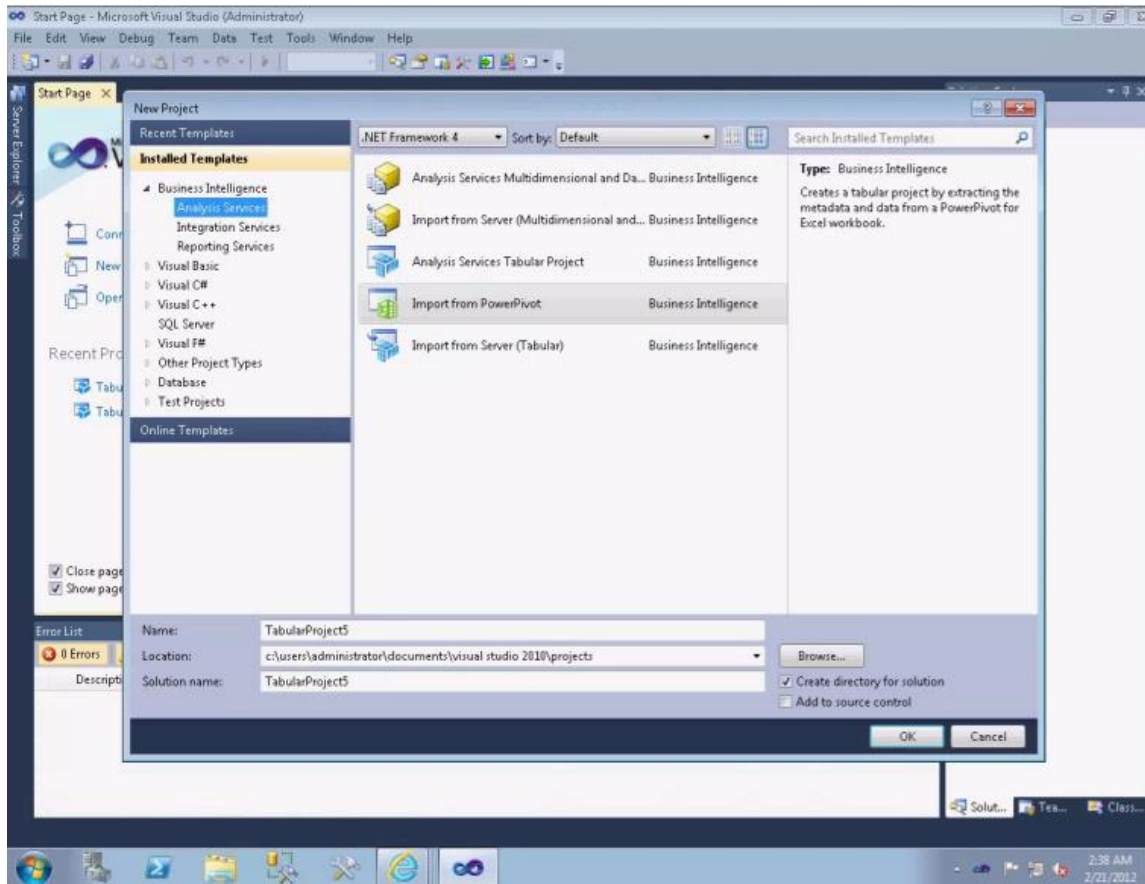 Start Page - Microsoft Visual Studio (Administrator)
File Edit View Debug Team Data Test Tools Window Help
Server Explorer
Toolbox
Start Page
New Project
Recent Templates
Installed Templates
Business Intelligence
Analysis Services
Integration Services
Reporting Services
Visual Basic
Visual C#
Visual C++
SQL Server
Visual F#
Other Project Types
Database
Test Projects
Online Templates
.NET Framework 4 Sort by: Default
Analysis Services Multidimensional and Da... Business Intelligence
Import from Server (Multidimensional and... Business Intelligence
Analysis Services Tabular Project Business Intelligence
Import from PowerPivot Business Intelligence
Import from Server (Tabular) Business Intelligence
Search Installed Templates
Type: Business Intelligence
Creates a tabular project by extracting the
metadata and data from a PowerPivot for
Excel workbook.
Conn
New
Open
Recent Pro
Tabu
Tabu
Close page
Show page
Error List
0 Errors
Descripti
Name: TabularProject5
Location: c:\users\administrator\documents\visual studio 2010\projects
Browse...
Solution name: TabularProject5
Create directory for solution
Add to source control
OK Cancel
Solut... Tea... Class...
2:38 AM
2/21/2012